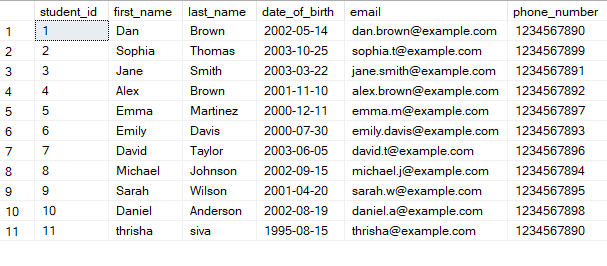 student_id first_name last_name date_of_birth email phone_number
1 1 Dan Brown 2002-05-14 dan.brown@example.com 1234567890
2 2 Sophia Thomas 2003-10-25 sophia.t@example.com 1234567899
3 3 Jane Smith 2003-03-22 jane.smith@example.com 1234567891
4 4 Alex Brown 2001-11-10 alex.brown@example.com 1234567892
5 5 Emma Martinez 2000-12-11 emma.m@example.com 1234567897
6 6 Emily Davis 2000-07-30 emily.davis@example.com 1234567893
7 7 David Taylor 2003-06-05 david.t@example.com 1234567896
8 8 Michael Johnson 2002-09-15 michael.j@example.com 1234567894
9 9 Sarah Wilson 2001-04-20 sarah.w@example.com 1234567895
10 10 Daniel Anderson 2002-08-19 daniel.a@example.com 1234567898
11 11 thrisha siva 1995-08-15 thrisha@example.com 1234567890